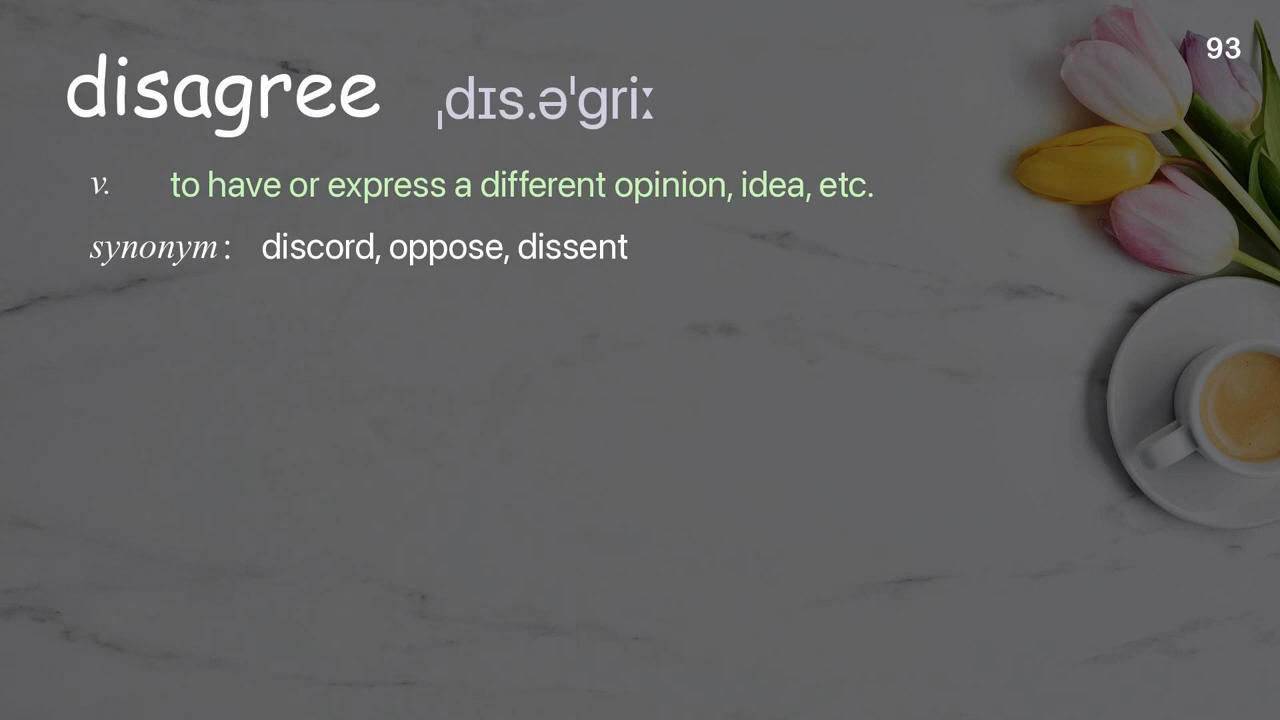 93
disagree ˌdɪs.əˈɡriː
v. to have or express a different opinion, idea, etc.
synonym : discord, oppose, dissent